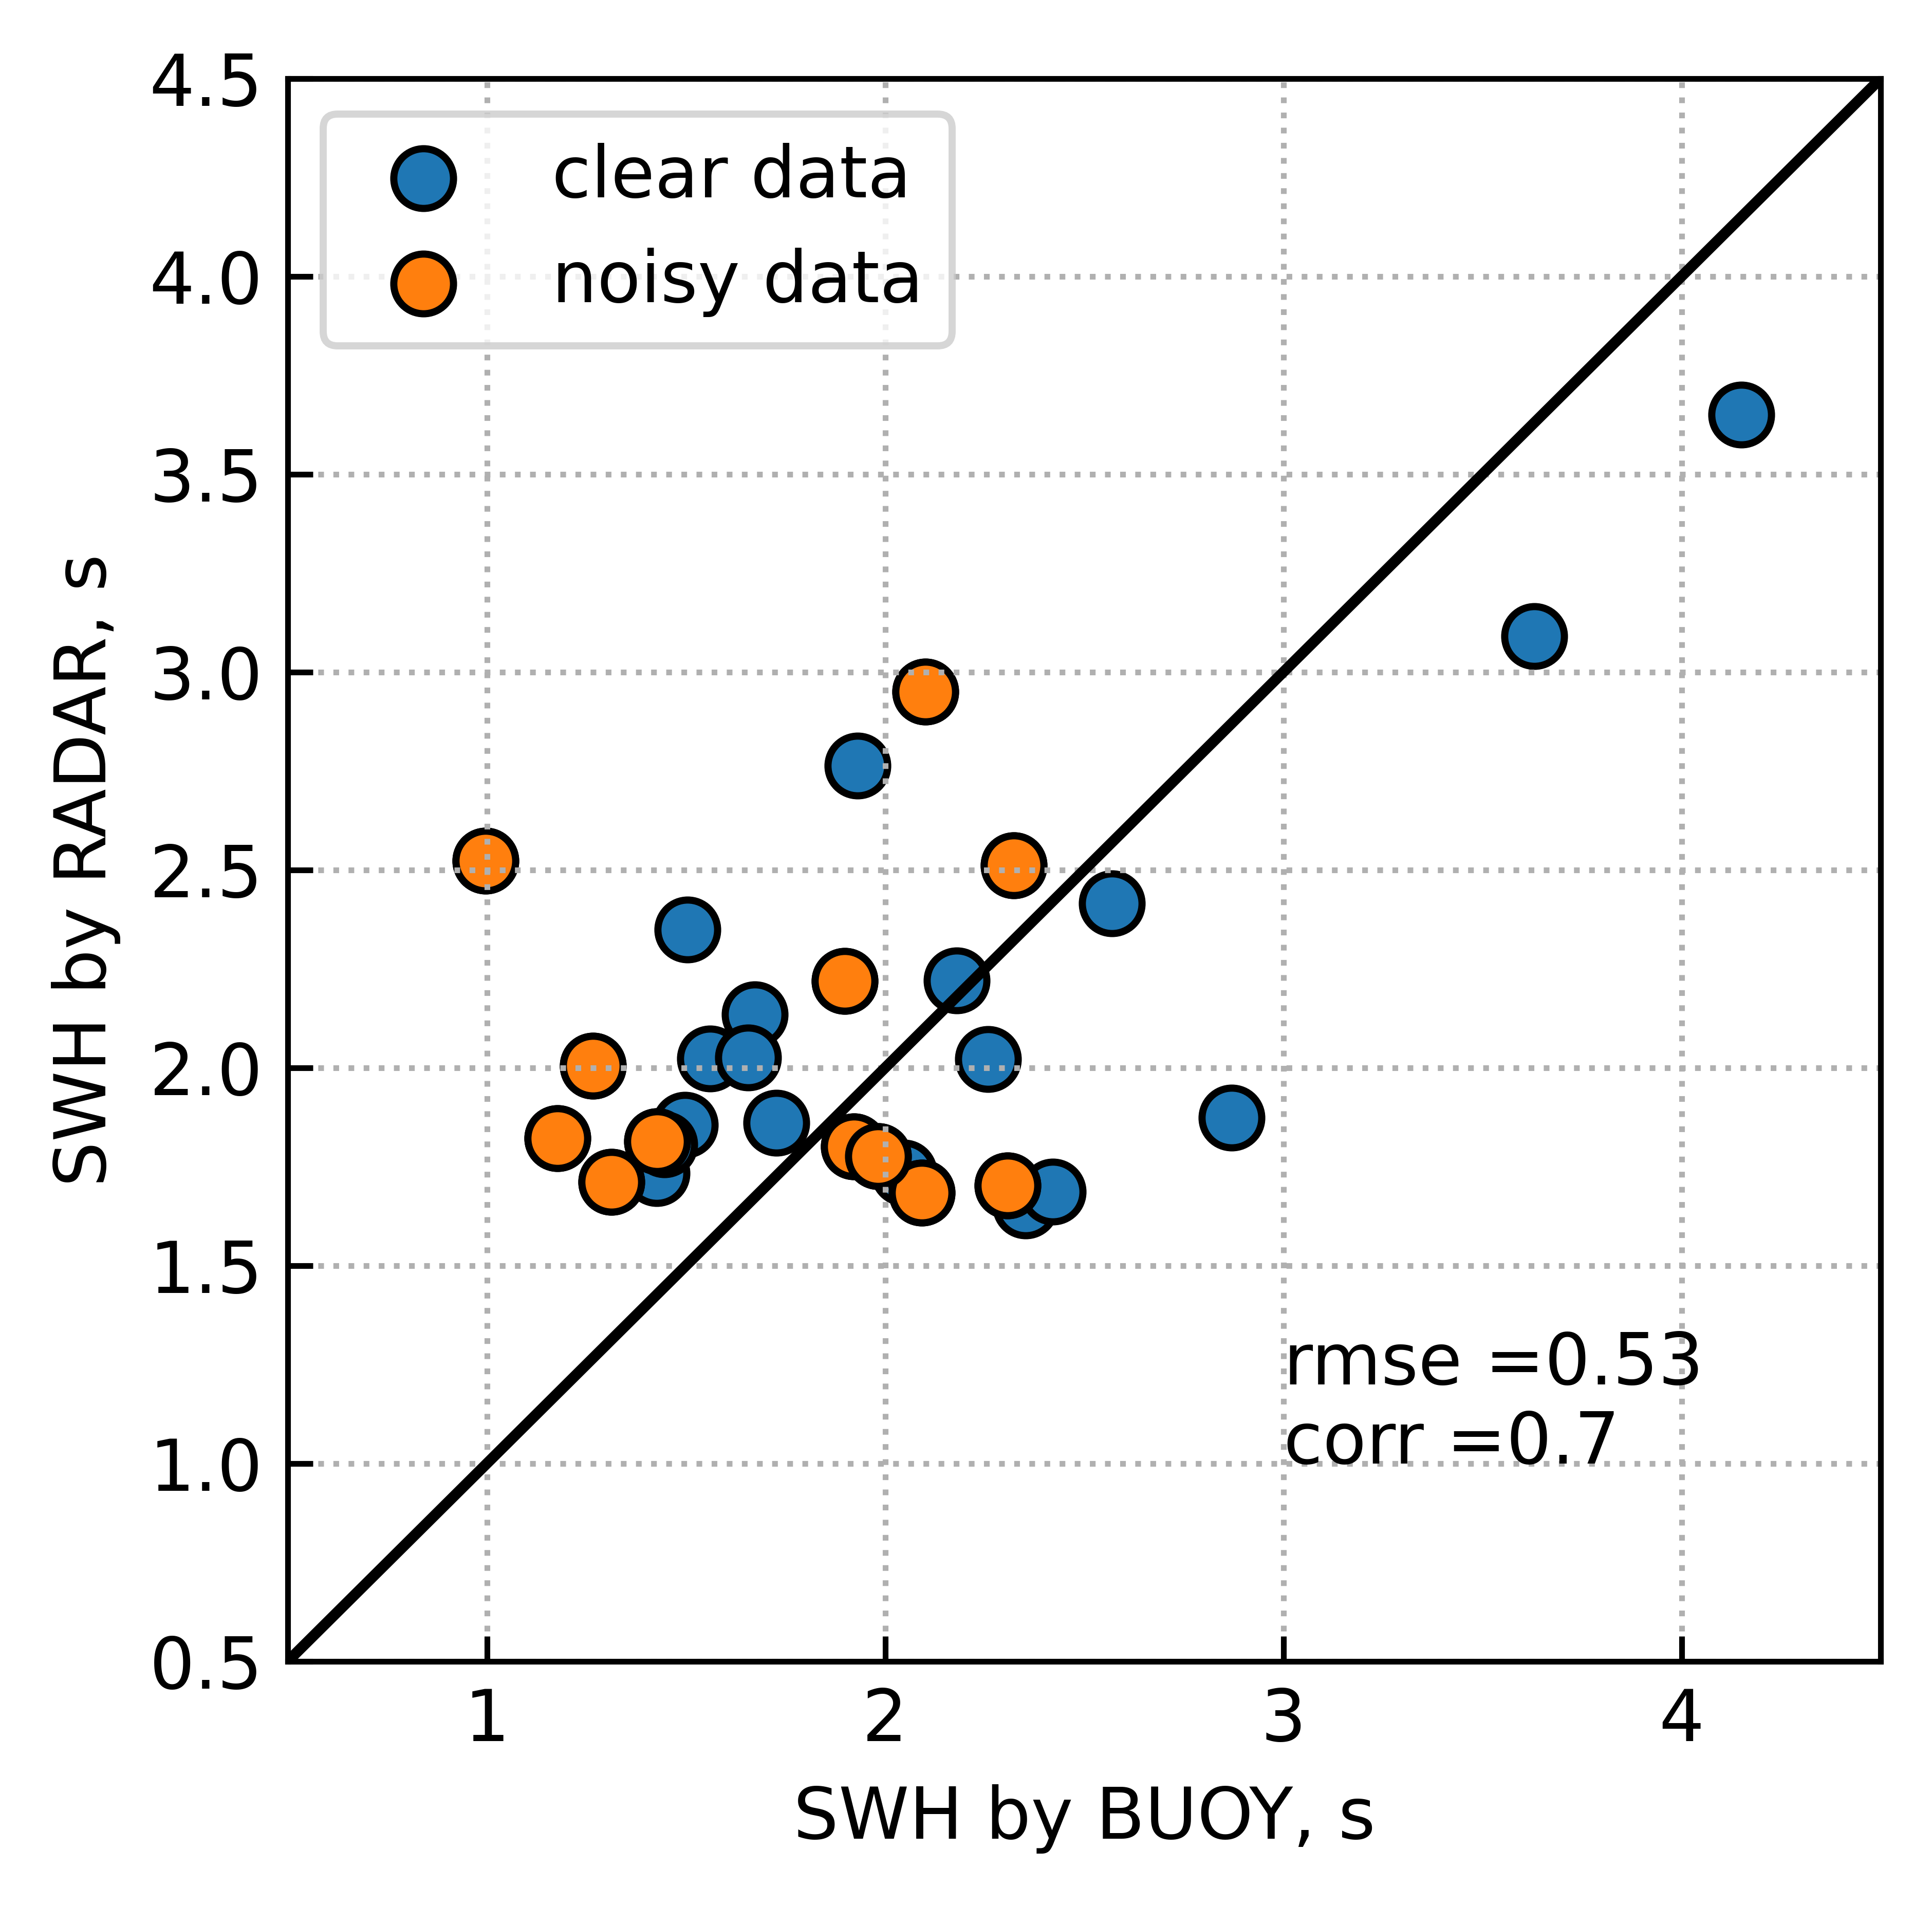 4.5
4.0
3.5
3.0
2.5
2.0
1.5
1.0
0.5
SWH by RADAR, s
clear data
noisy data
rmse =0.53
corr =0.7
1 2 3 4
SWH by BUOY, s